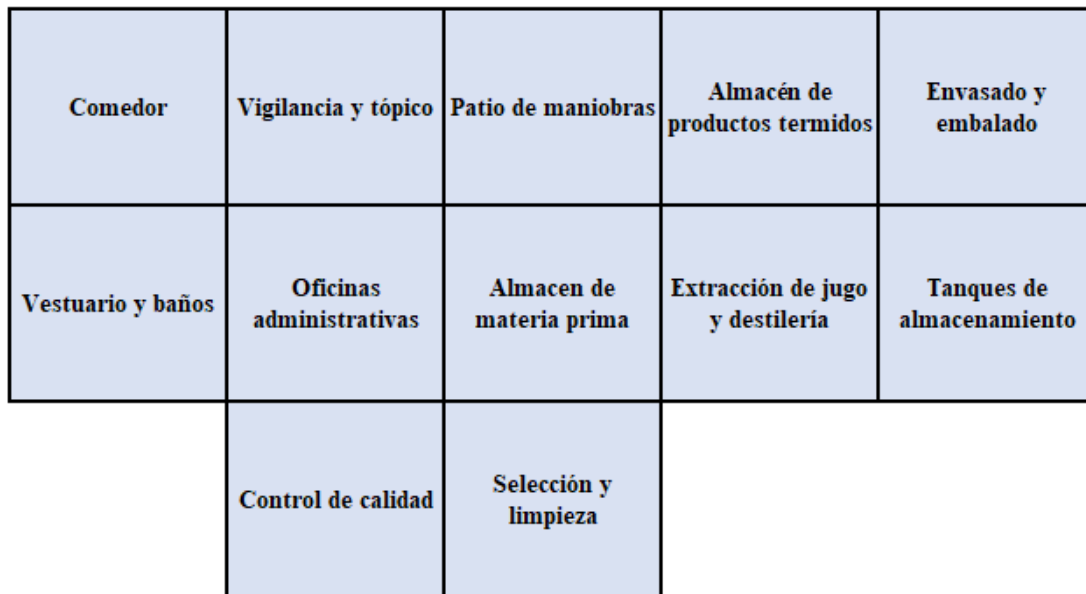 Comedor
Vigilancia y tópico
Patio de maniobras
Almacén de
productos termidos
Envasado y
embalado
Vestuario y baños
Oficinas
administrativas
Almacen de
materia prima
Extracción de jugo
y destilería
Tanques de
almacenamiento
Control de calidad
Selección y
limpieza